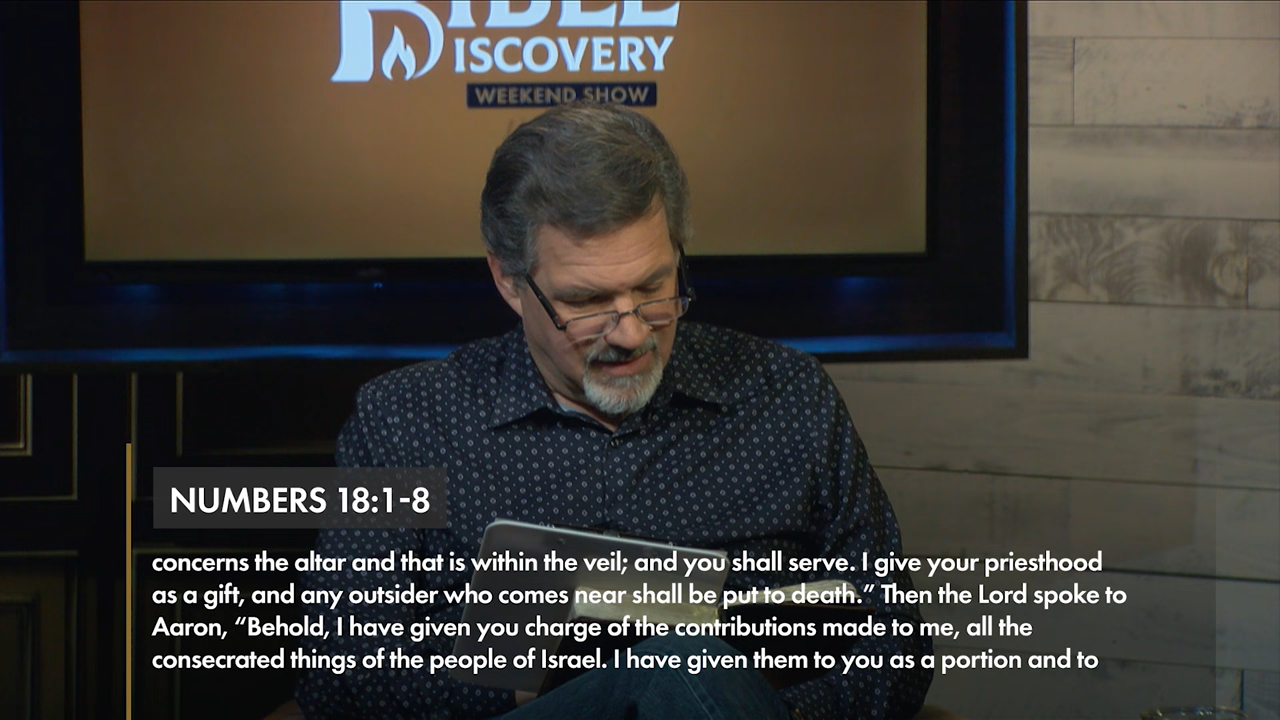 BIBLE
DISCOVERY
WEEKEND SHOW
NUMBERS 18:1-8
concerns the altar and that is within the veil; and you shall serve. I give your priesthood
as a gift, and any outsider who comes near shall be put to death.” Then the Lord spoke to
Aaron, “Behold, I have given you charge of the contributions made to me, all the
consecrated things of the people of Israel. I have given them to you as a portion and to